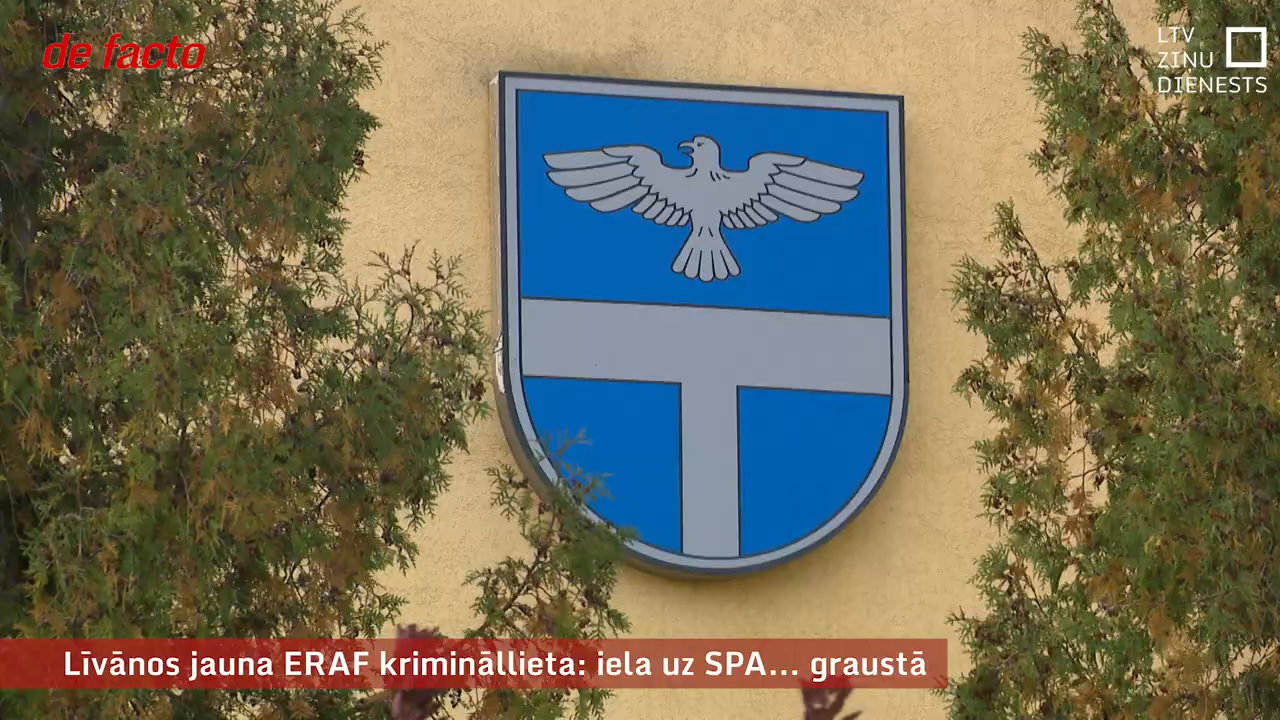 de facto
LTV
ZIŅU
DIENESTS
Līvānos jauna ERAF krimināllieta: iela uz SPA... graustā